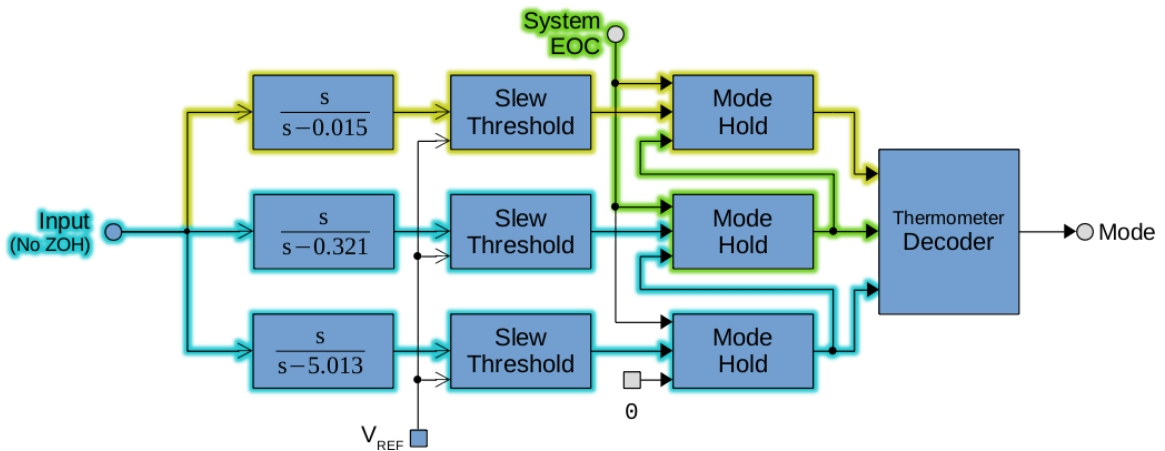 System
EOC
s
s−0.015
Slew
Threshold
Mode
Hold
Input
(No ZOH)
s
s−0.321
Slew
Threshold
Mode
Hold
Thermometer
Decoder
Mode
s
s−5.013
Slew
Threshold
Mode
Hold
0
VREF